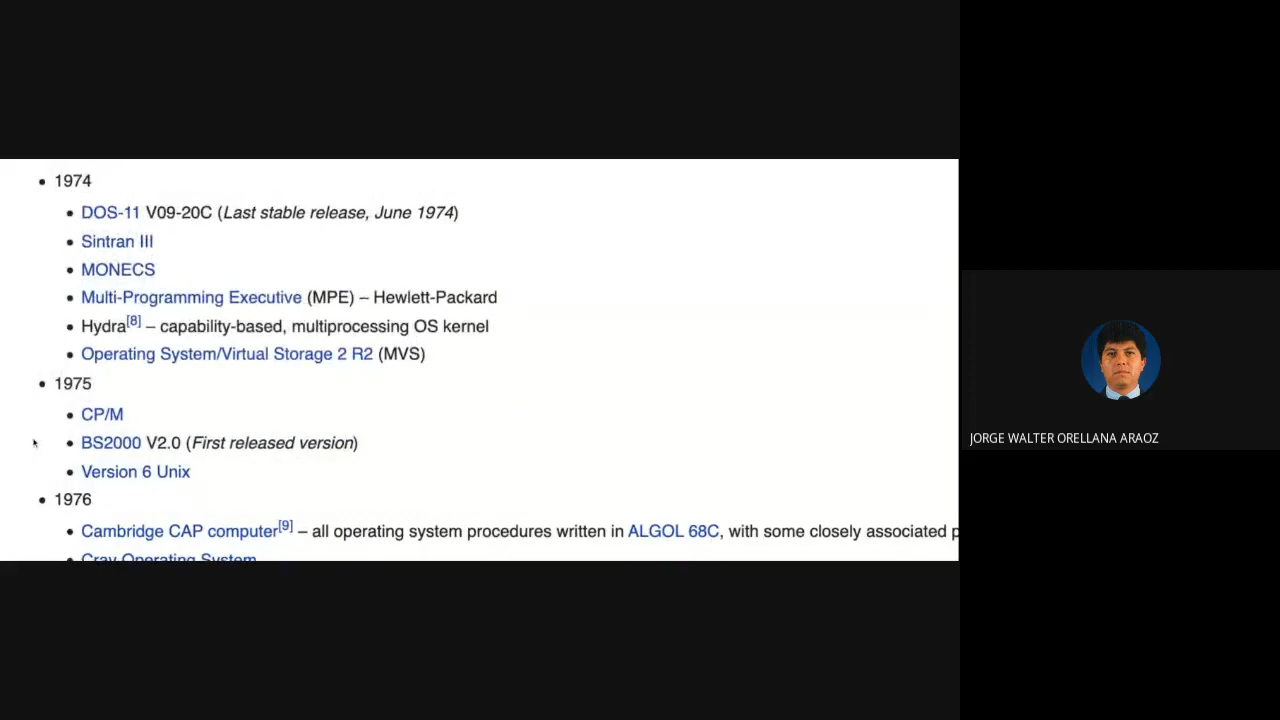 1974
DOS-11 V09-20C (Last stable release, June 1974)
Sintran III
MONECS
Multi-Programming Executive (MPE) – Hewlett-Packard
Hydra[8] – capability-based, multiprocessing OS kernel
Operating System/Virtual Storage 2 R2 (MVS)
1975
CP/M
BS2000 V2.0 (First released version)
Version 6 Unix
1976
Cambridge CAP computer[9] – all operating system procedures written in ALGOL 68C, with some closely associated p
Cray Operating System
JORGE WALTER ORELLANA ARAOZ